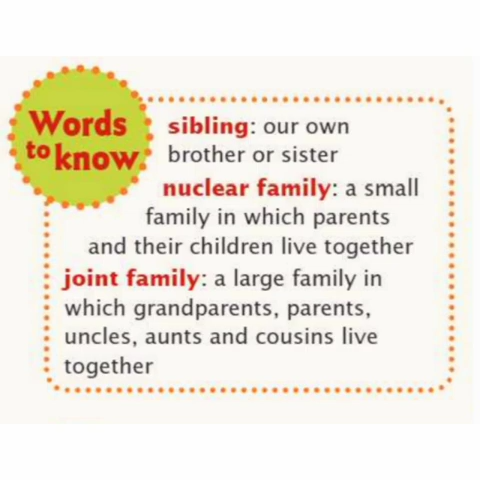 Words
to know
sibling: our own
brother or sister
nuclear family: a small
family in which parents
and their children live together
joint family: a large family in
which grandparents, parents,
uncles, aunts and cousins live
together